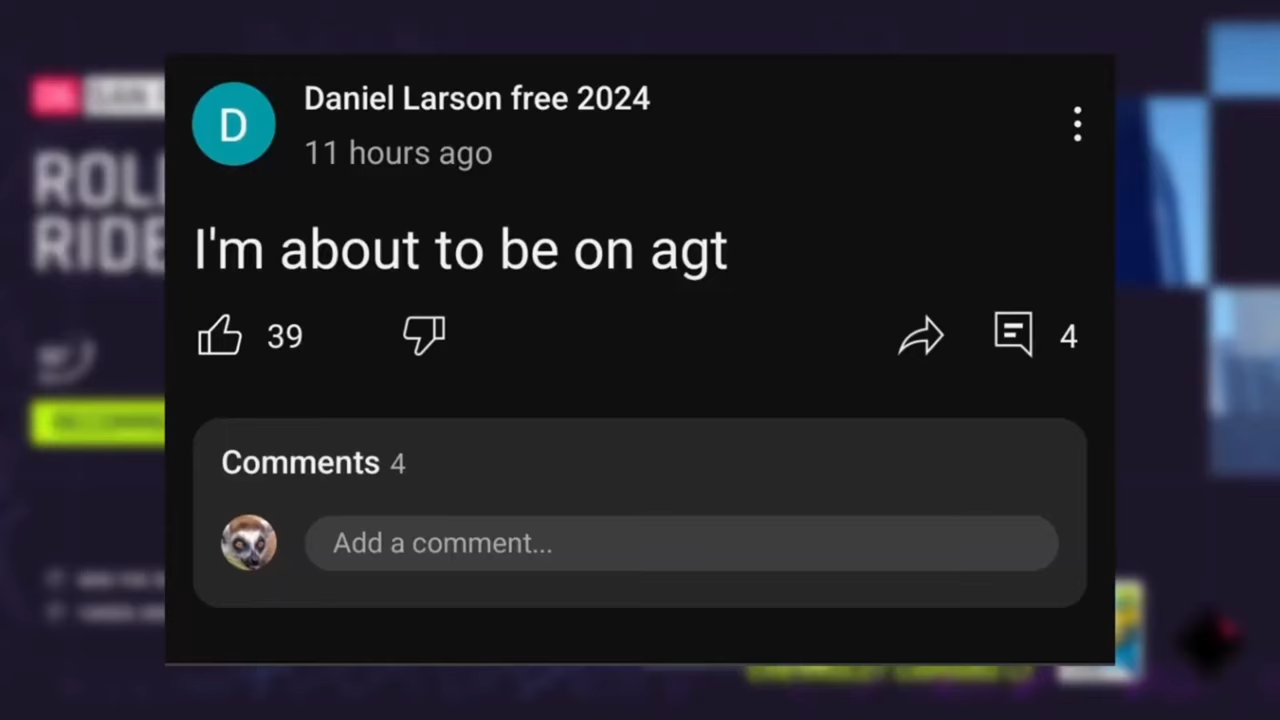 D
Daniel Larson free 2024
11 hours ago
I'm about to be on agt
39
4
Comments 4
Add a comment...